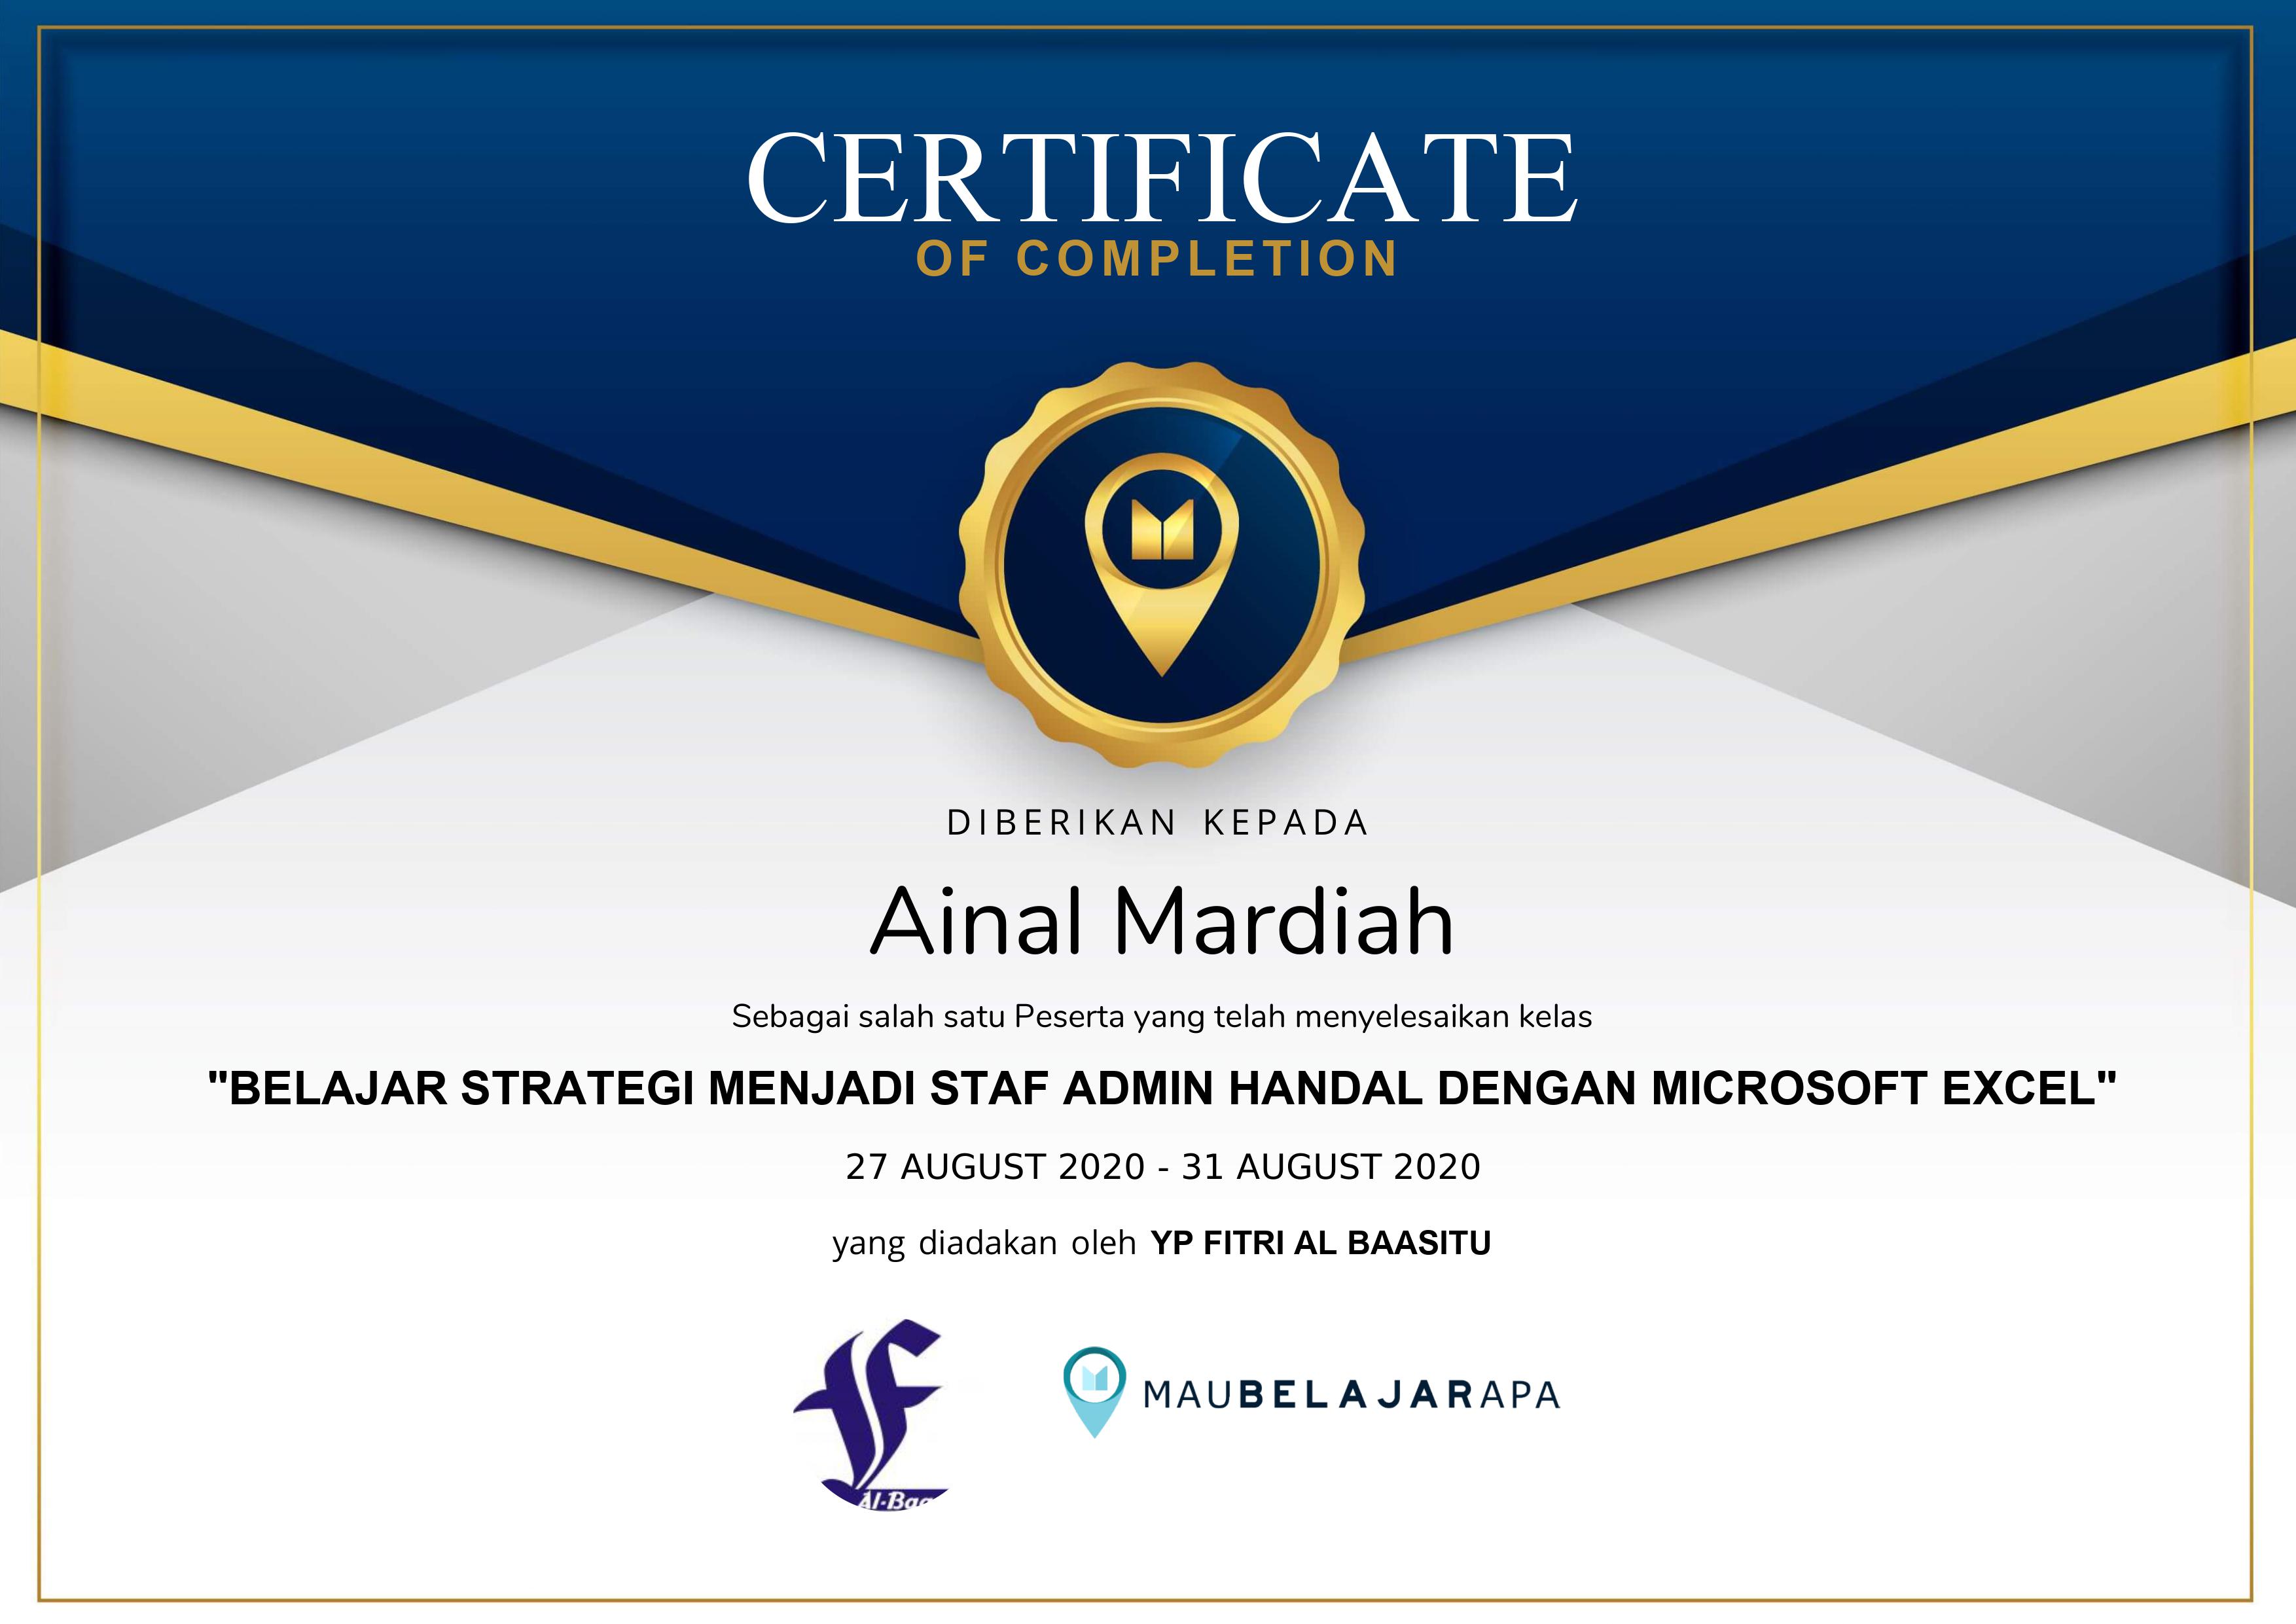 CERTIFICATE
OF COMPLETION
DIBERIKAN KEPADA
Ainal Mardiah
Sebagai salah satu Peserta yang telah menyelesaikan kelas
"BELAJAR STRATEGI MENJADI STAF ADMIN HANDAL DENGAN MICROSOFT EXCEL"
27 AUGUST 2020 - 31 AUGUST 2020
yang diadakan oleh YP FITRI AL BAASITU
MAUBELAJARAPA